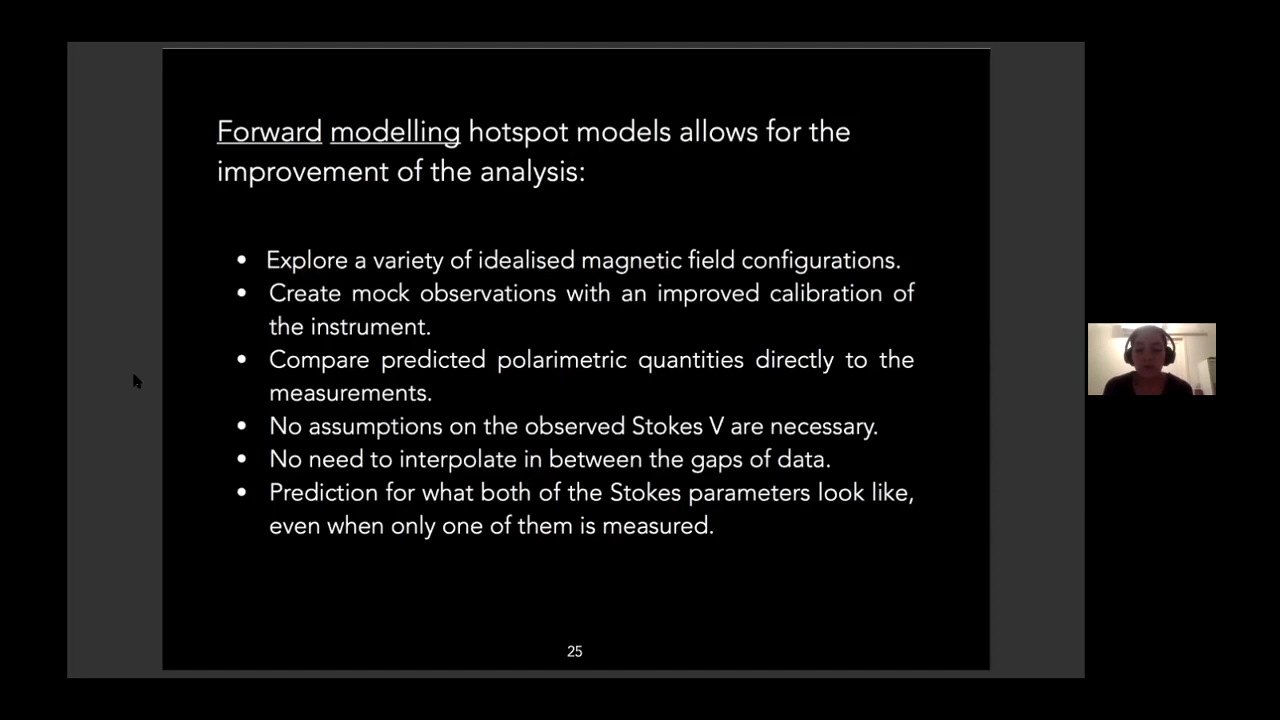 Forward modelling hotspot models allows for the
improvement of the analysis:
• Explore a variety of idealised magnetic field configurations.
• Create mock observations with an improved calibration of
the instrument.
• Compare predicted polarimetric quantities directly to the
measurements.
• No assumptions on the observed Stokes V are necessary.
• No need to interpolate in between the gaps of data.
• Prediction for what both of the Stokes parameters look like,
even when only one of them is measured.
25